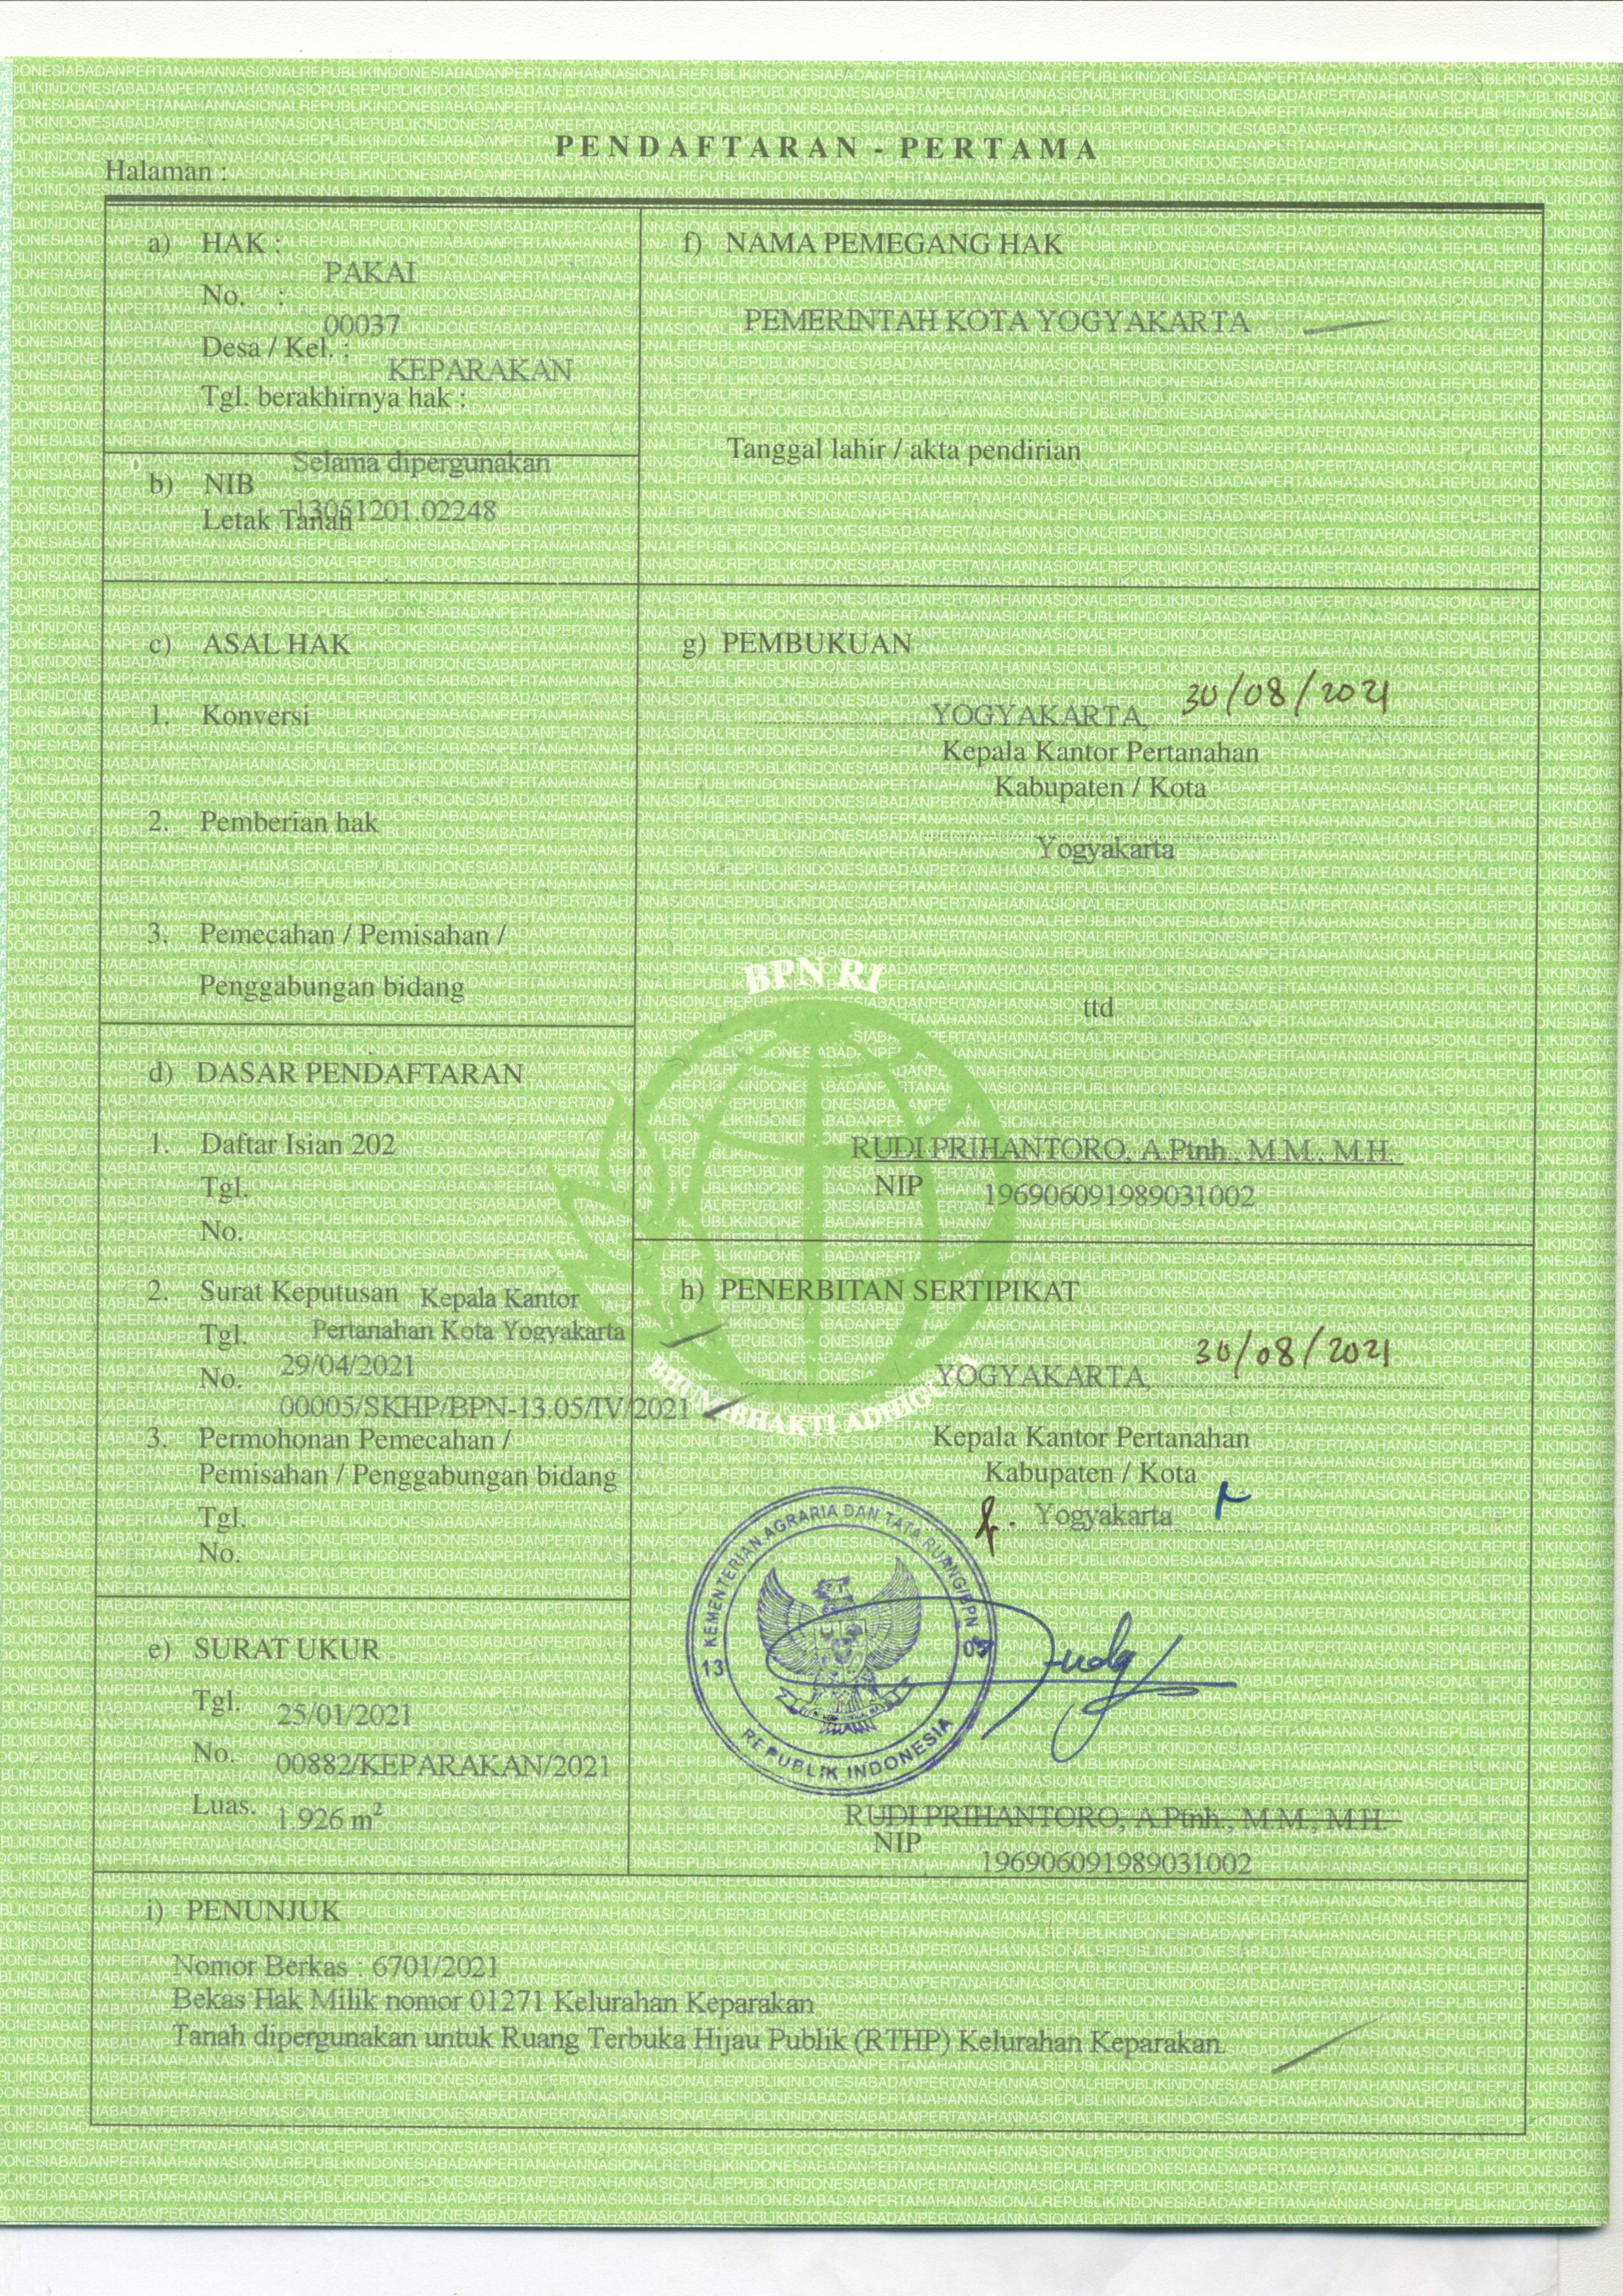 PENDAFTARAN - PERTAMA
Halaman :
a) HAK :
PAKAI
No. :
00037
Desa / Kel. :
KEPARAKAN
Tgl. berakhirnya hak :
Selama dipergunakan
b) NIB
13051201.02248
Letak Tanah
f) NAMA PEMEGANG HAK
PEMERINTAH KOTA YOGYAKARTA
Tanggal lahir / akta pendirian
c) ASAL HAK
1. Konversi
2. Pemberian hak
3. Pemecahan / Pemisahan /
Penggabungan bidang
g) PEMBUKUAN
YOGYAKARTA, 30/08/2021
Kepala Kantor Pertanahan
Kabupaten / Kota
Yogyakarta
ttd
RUDI PRIHANTORO, A.Ptnh., M.M., M.H.
NIP 196906091989031002
d) DASAR PENDAFTARAN
1. Daftar Isian 202
Tgl.
No.
2. Surat Keputusan Kepala Kantor
Pertanahan Kota Yogyakarta
Tgl. 29/04/2021
No. 00005/SKHP/BPN-13.05/IV/2021
3. Permohonan Pemecahan /
Pemisahan / Penggabungan bidang
Tgl.
No.
BPN RI
BHUMI BHAKTI ADHIGUNA
h) PENERBITAN SERTIPIKAT
YOGYAKARTA, 30/08/2021
Kepala Kantor Pertanahan
Kabupaten / Kota
Yogyakarta
KEMENTERIAN AGRARIA DAN TATA RUANG/BPN
13
REPUBLIK INDONESIA
RUDI PRIHANTORO, A.Ptnh., M.M., M.H.
NIP 196906091989031002
e) SURAT UKUR
Tgl. 25/01/2021
No. 00882/KEPARAKAN/2021
Luas. 1.926 m²
i) PENUNJUK
Nomor Berkas : 6701/2021
Bekas Hak Milik nomor 01271 Kelurahan Keparakan
Tanah dipergunakan untuk Ruang Terbuka Hijau Publik (RTHP) Kelurahan Keparakan.